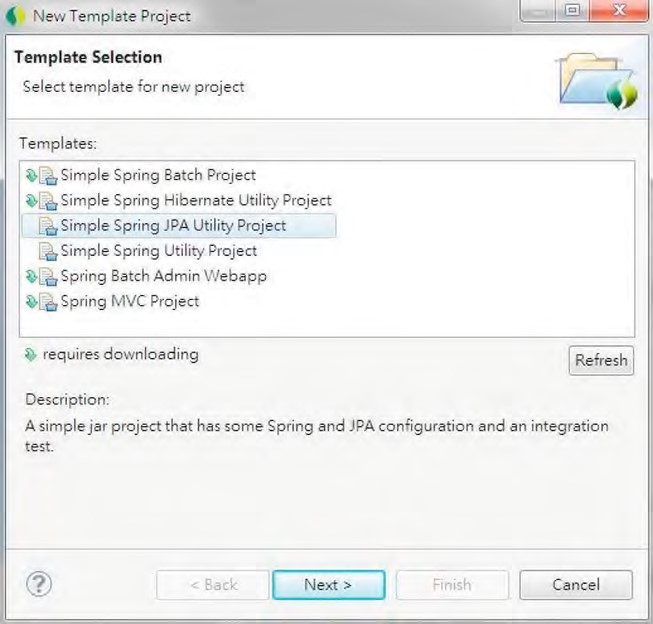 New Template Project
Template Selection
Select template for new project
Templates:
Simple Spring Batch Project
Simple Spring Hibernate Utility Project
Simple Spring JPA Utility Project
Simple Spring Utility Project
Spring Batch Admin Webapp
Spring MVC Project
requires downloading
Refresh
Description:
A simple jar project that has some Spring and JPA configuration and an integration
test.
?
< Back
Next >
Finish
Cancel